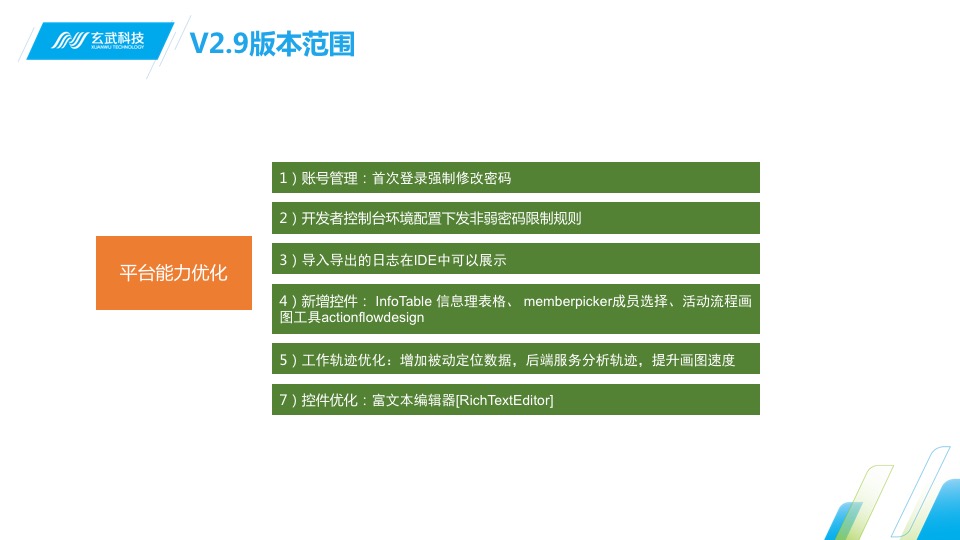 玄武科技
XUANWU TECHNOLOGY
V2.9版本范围
平台能力优化
1）账号管理：首次登录强制修改密码
2）开发者控制台环境配置下发非弱密码限制规则
3）导入导出的日志在IDE中可以展示
4）新增控件： InfoTable 信息理表格、 memberpicker成员选择、活动流程画
图工具actionflowdesign
5）工作轨迹优化：增加被动定位数据，后端服务分析轨迹，提升画图速度
7）控件优化：富文本编辑器[RichTextEditor]